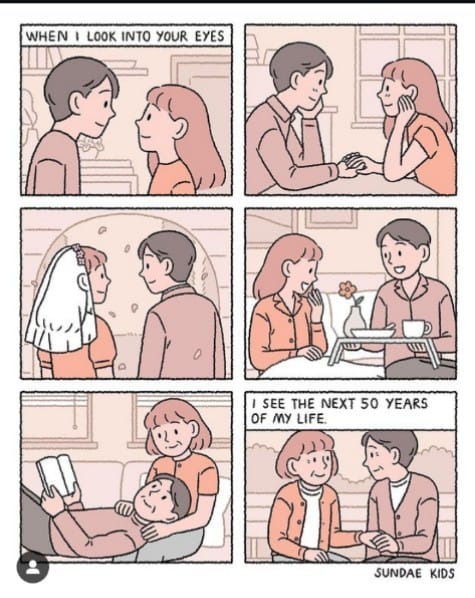 WHEN I LOOK INTO YOUR EYES
I SEE THE NEXT 50 YEARS
OF MY LIFE.
SUNDAE KIDS